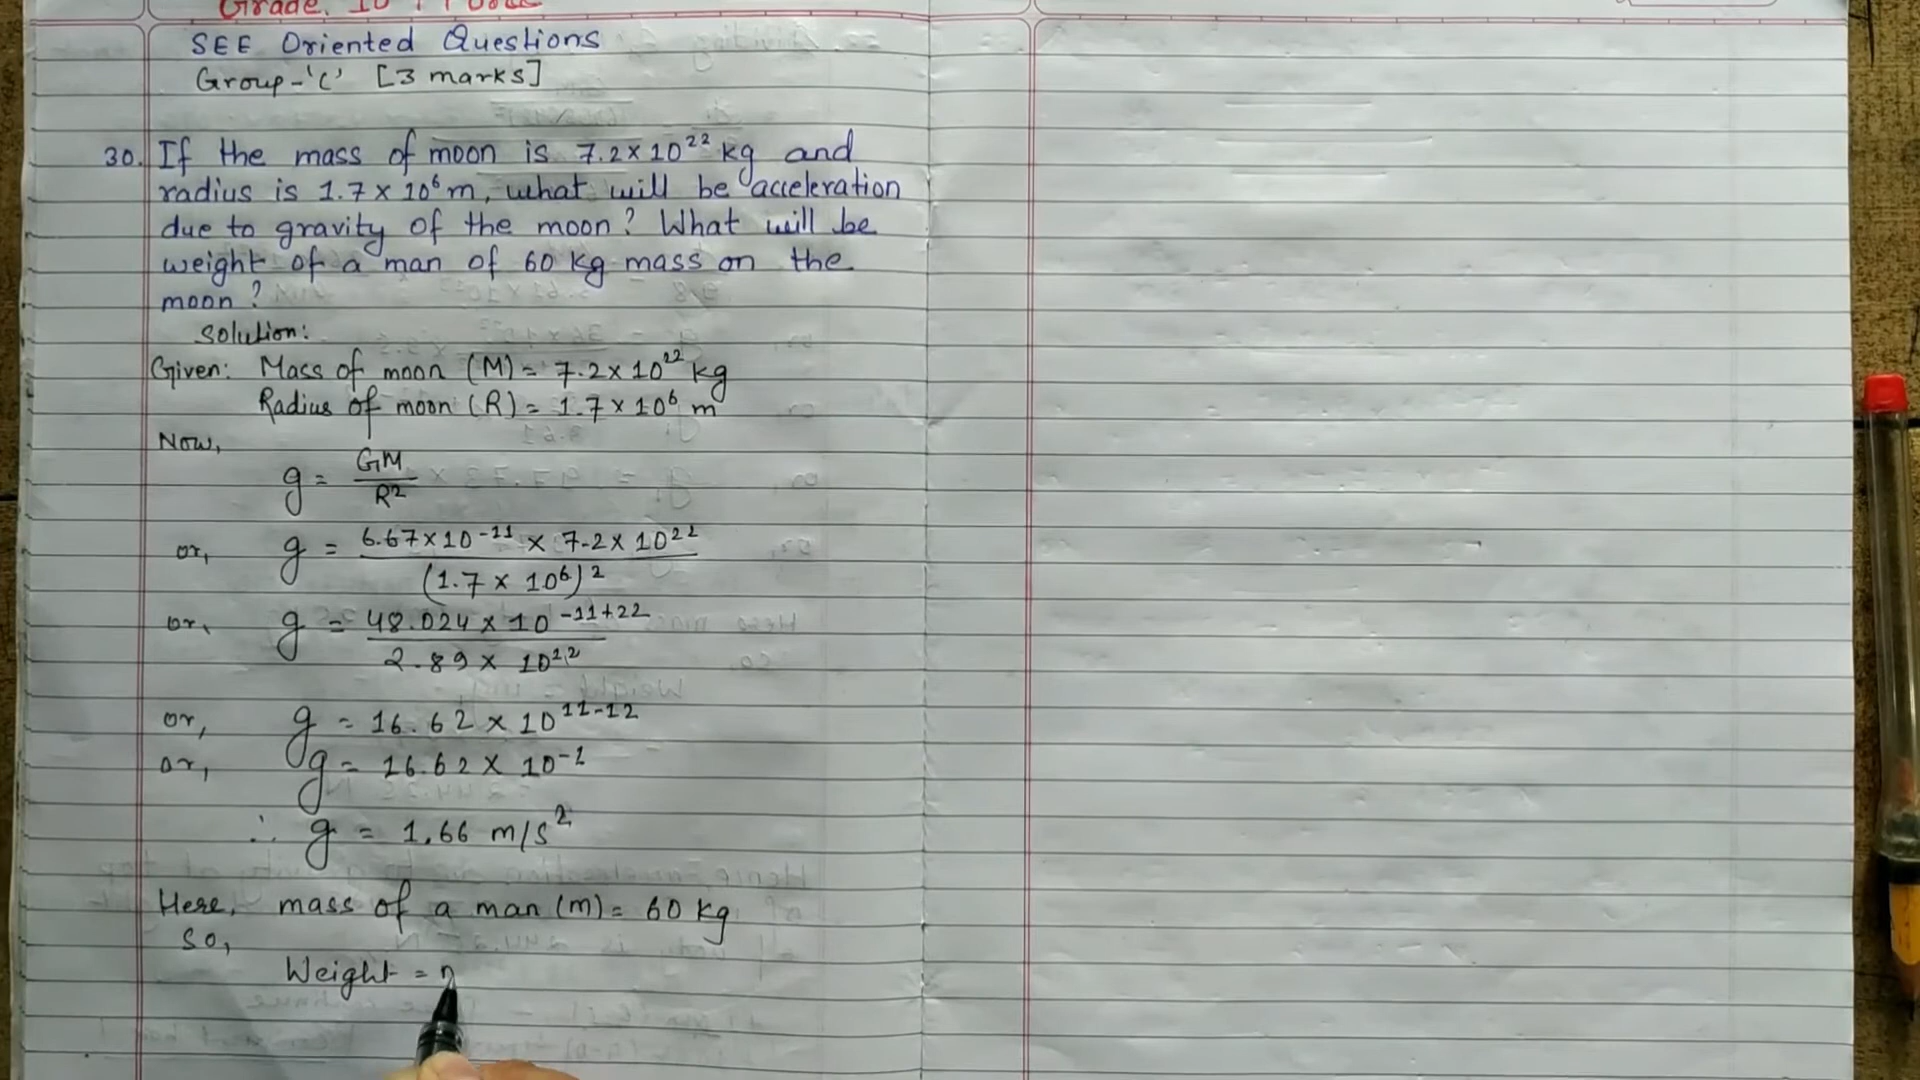 SEE Oriented Questions
Group-'C' [3 marks]
30. If the mass of moon is 7.2×10²² kg and
radius is 1.7 × 10⁶ m, what will be acceleration
due to gravity of the moon? What will be
weight of a man of 60 kg mass on the
moon?
Solution:
Given: Mass of moon (M) = 7.2×10²² kg
Radius of moon (R) = 1.7 × 10⁶ m
Now,
g = GM
R²
or, g = 6.67×10⁻¹¹ × 7.2×10²²
(1.7 × 10⁶)²
or, g = 48.024 × 10⁻¹¹⁺²²
2.89 × 10¹²
or, g = 16.62 × 10¹¹⁻¹²
or, g = 16.62 × 10⁻¹
∴ g = 1.66 m/s²
Here, mass of a man (m) = 60 kg
So,
Weight =